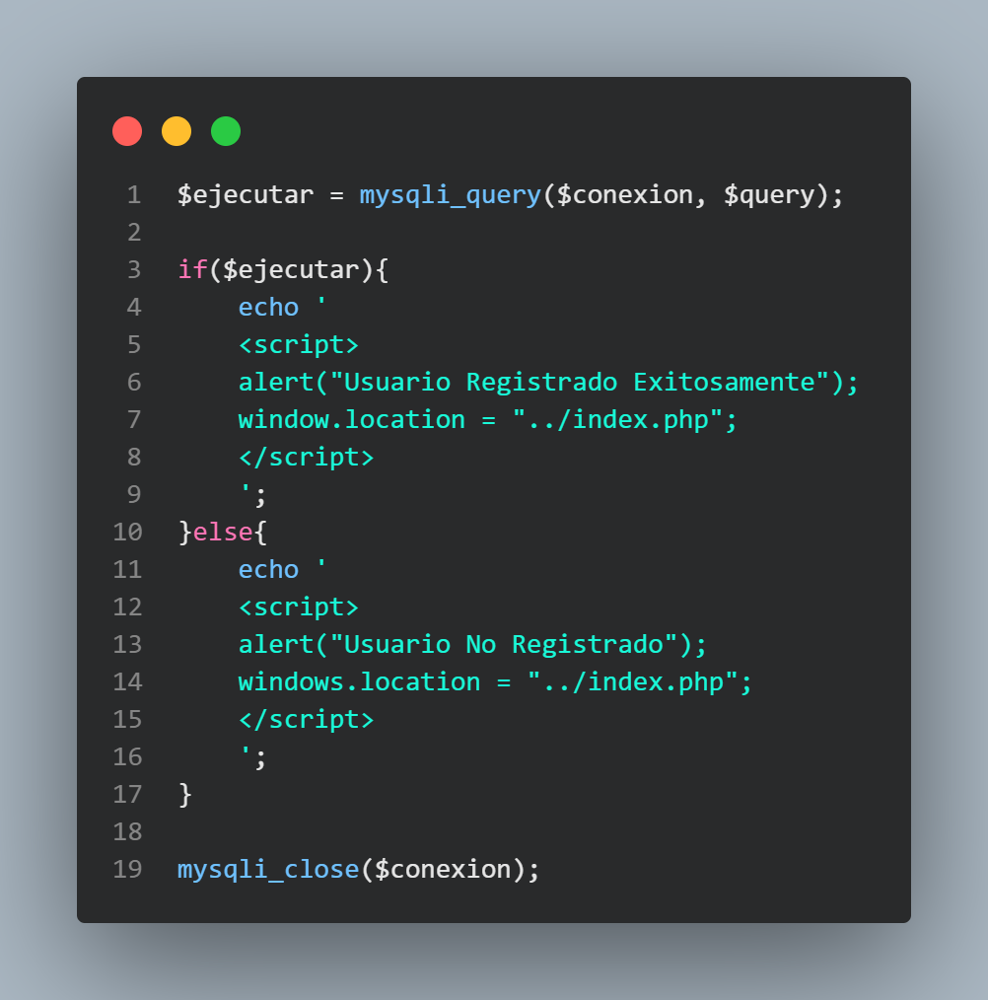 1 $ejecutar = mysqli_query($conexion, $query);
2
3 if($ejecutar){
4     echo '
5     <script>
6     alert("Usuario Registrado Exitosamente");
7     window.location = "../index.php";
8     </script>
9     ';
10 }else{
11     echo '
12     <script>
13     alert("Usuario No Registrado");
14     windows.location = "../index.php";
15     </script>
16     ';
17 }
18
19 mysqli_close($conexion);